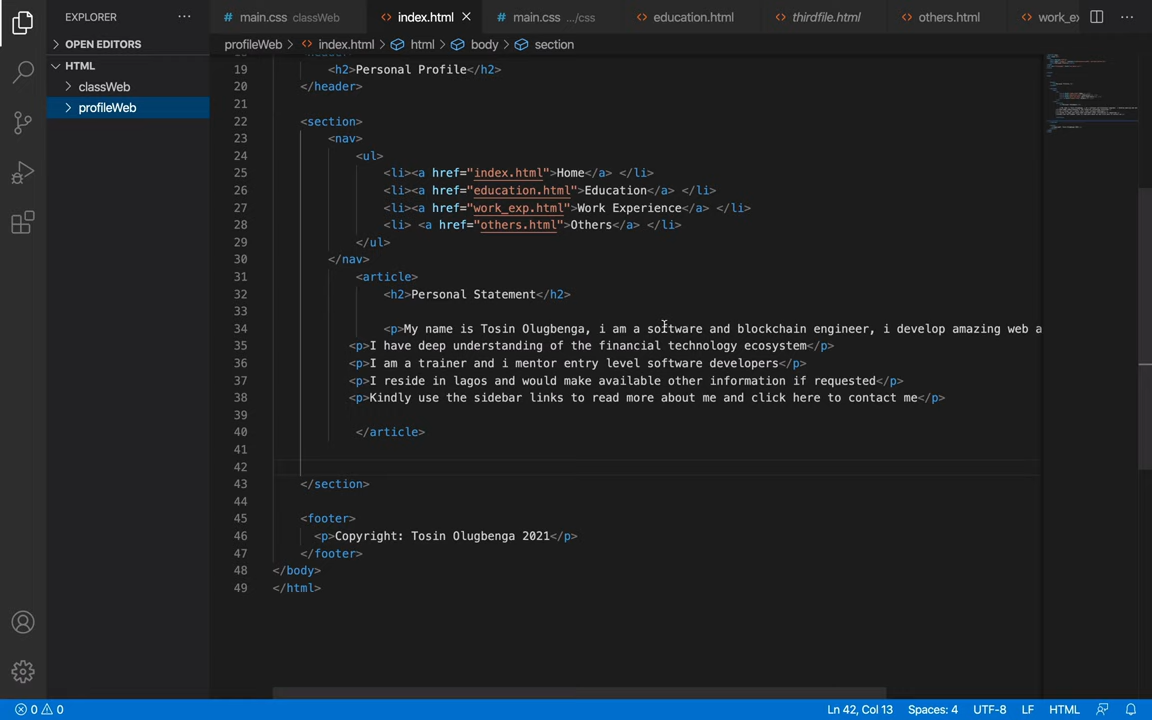 EXPLORER
main.css classWeb
index.html
main.css .../css
education.html
thirdfile.html
others.html
work_ex
OPEN EDITORS
profileWeb > index.html > html > body > section
HTML
classWeb
profileWeb
19 <h2>Personal Profile</h2>
20 </header>
21
22 <section>
23 <nav>
24 <ul>
25 <li><a href="index.html">Home</a> </li>
26 <li><a href="education.html">Education</a> </li>
27 <li><a href="work_exp.html">Work Experience</a> </li>
28 <li> <a href="others.html">Others</a> </li>
29 </ul>
30 </nav>
31 <article>
32 <h2>Personal Statement</h2>
33
34 <p>My name is Tosin Olugbenga, i am a software and blockchain engineer, i develop amazing web a
35 <p>I have deep understanding of the financial technology ecosystem</p>
36 <p>I am a trainer and i mentor entry level software developers</p>
37 <p>I reside in lagos and would make available other information if requested</p>
38 <p>Kindly use the sidebar links to read more about me and click here to contact me</p>
39
40 </article>
41
42
43 </section>
44
45 <footer>
46 <p>Copyright: Tosin Olugbenga 2021</p>
47 </footer>
48 </body>
49 </html>
0 0 Ln 42, Col 13 Spaces: 4 UTF-8 LF HTML